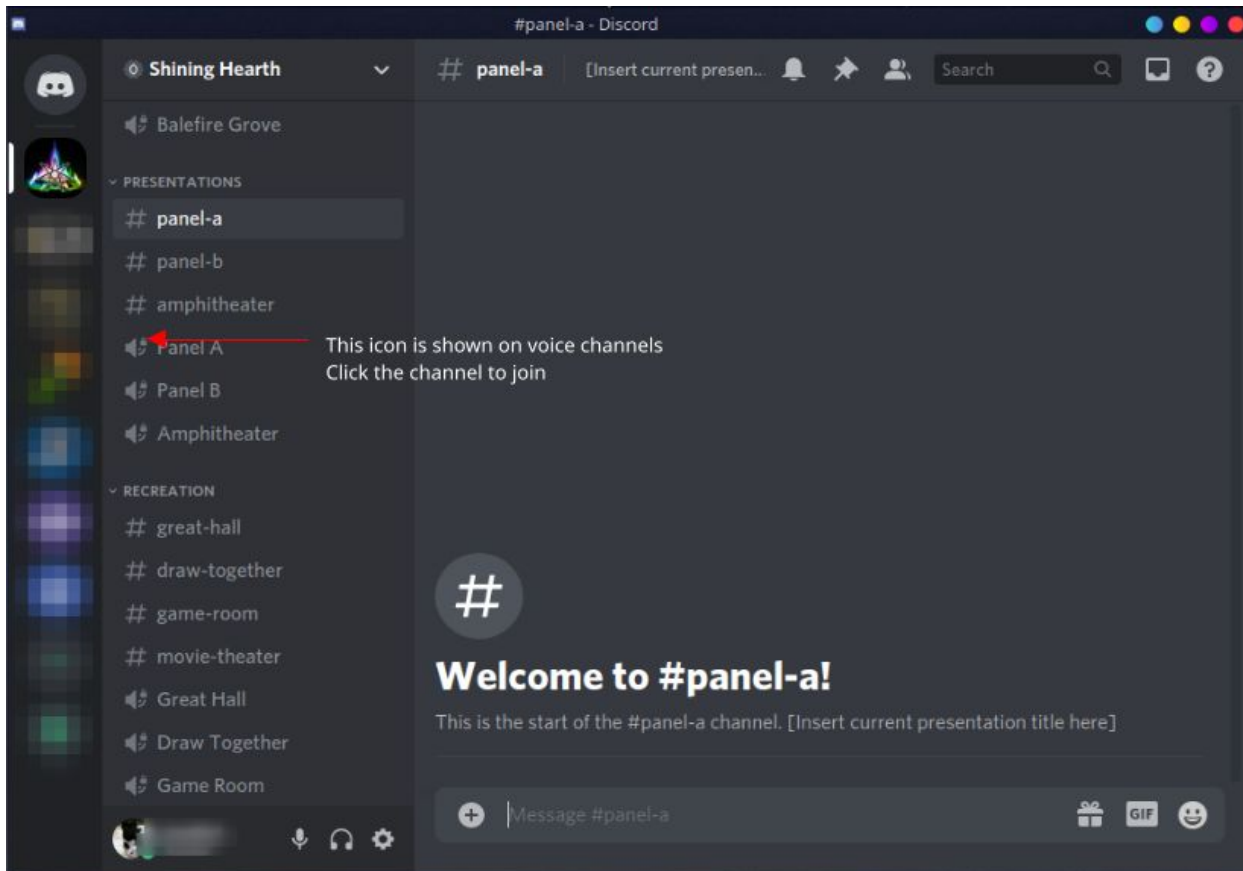 #panel-a - Discord
Shining Hearth
panel-a
[Insert current presen...
Search
Balefire Grove
PRESENTATIONS
panel-a
panel-b
amphitheater
Panel A
Panel B
Amphitheater
This icon is shown on voice channels
Click the channel to join
RECREATION
great-hall
draw-together
game-room
movie-theater
Great Hall
Draw Together
Game Room
#
Welcome to #panel-a!
This is the start of the #panel-a channel. [Insert current presentation title here]
Message #panel-a
GIF